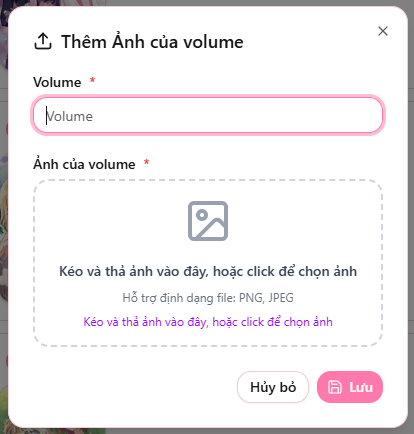 Thêm Ảnh của volume
Volume *
Volume
Ảnh của volume *
Kéo và thả ảnh vào đây, hoặc click để chọn ảnh
Hỗ trợ định dạng file: PNG, JPEG
Kéo và thả ảnh vào đây, hoặc click để chọn ảnh
Hủy bỏ
Lưu